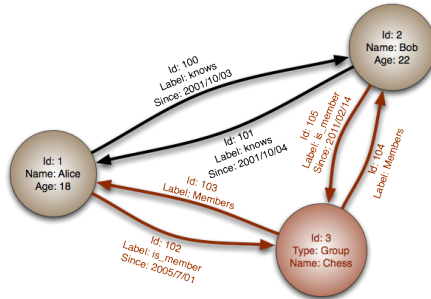 Id: 2
Name: Bob
Age: 22
Id: 100
Label: knows
Since: 2001/10/03
Id: 101
Label: knows
Since: 2001/10/04
Id: 105
Label: is_member
Since: 2011/02/14
Id: 104
Label: Members
Id: 1
Name: Alice
Age: 18
Id: 103
Label: Members
Id: 102
Label: is_member
Since: 2005/7/01
Id: 3
Type: Group
Name: Chess